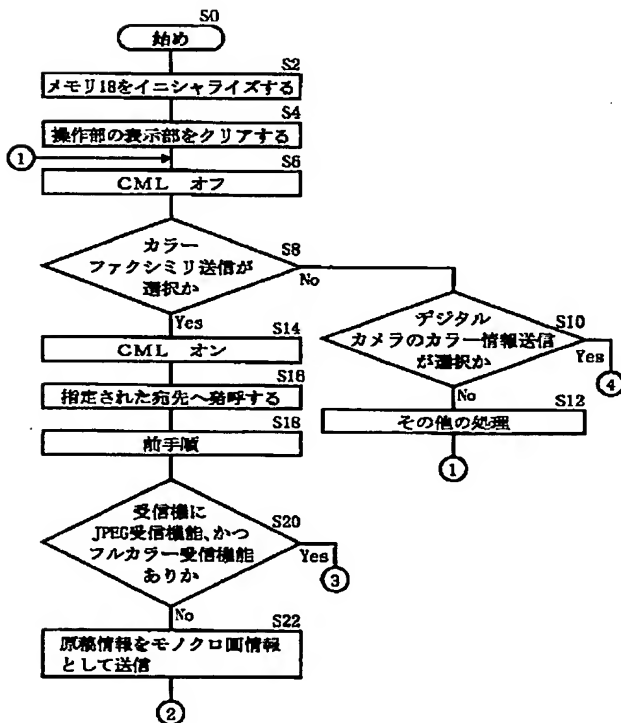 S0
始め
S2
メモリ18をイニシャライズする
S4
操作部の表示部をクリアする
①
S6
CML オフ
S8
カラー
ファクシミリ送信が
選択か
No
Yes
S10
デジタル
カメラのカラー情報送信
が選択か
Yes
④
No
S12
その他の処理
①
S14
CML オン
S16
指定された宛先へ発呼する
S18
前手順
S20
受信機に
JPEG受信機能、かつ
フルカラー受信機能
ありか
Yes
③
No
S22
原稿情報をモノクロ画情報
として送信
②